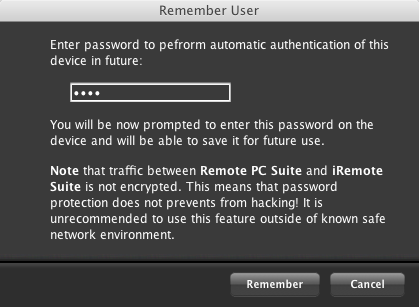 Remember User
Enter password to pefrorm automatic authentication of this
device in future:
••••
You will be now prompted to enter this password on the
device and will be able to save it for future use.
Note that traffic between Remote PC Suite and iRemote
Suite is not encrypted. This means that password
protection does not prevents from hacking! It is
unrecommended to use this feature outside of known safe
network environment.
Remember
Cancel